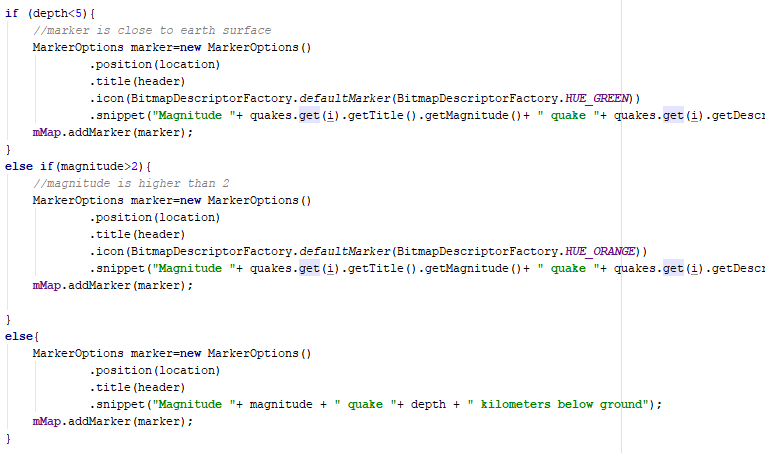 if (depth<5){
//marker is close to earth surface
MarkerOptions marker=new MarkerOptions()
.position(location)
.title(header)
.icon(BitmapDescriptorFactory.defaultMarker(BitmapDescriptorFactory.HUE_GREEN))
.snippet("Magnitude "+ quakes.get(i).getTitle().getMagnitude()+ " quake "+ quakes.get(i).getDescr
mMap.addMarker(marker);
}
else if(magnitude>2){
//magnitude is higher than 2
MarkerOptions marker=new MarkerOptions()
.position(location)
.title(header)
.icon(BitmapDescriptorFactory.defaultMarker(BitmapDescriptorFactory.HUE_ORANGE))
.snippet("Magnitude "+ quakes.get(i).getTitle().getMagnitude()+ " quake "+ quakes.get(i).getDescr
mMap.addMarker(marker);
}
else{
MarkerOptions marker=new MarkerOptions()
.position(location)
.title(header)
.snippet("Magnitude "+ magnitude + " quake "+ depth + " kilometers below ground");
mMap.addMarker(marker);
}